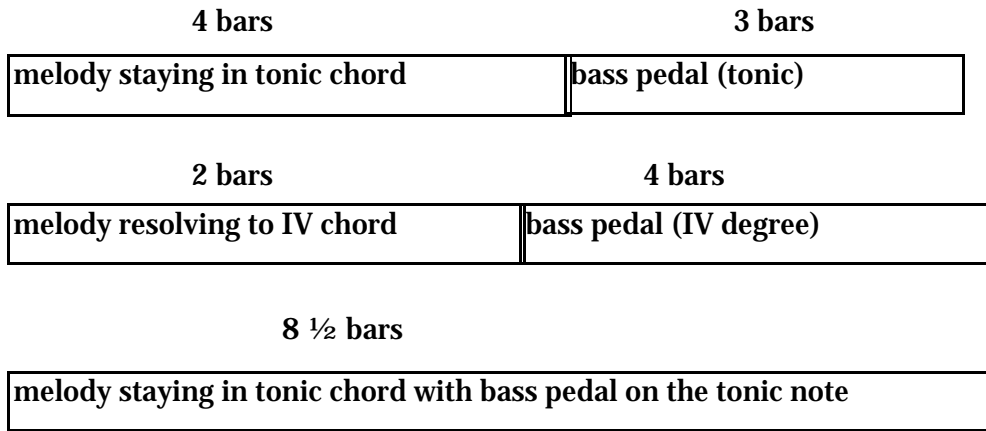 4 bars 3 bars
melody staying in tonic chord bass pedal (tonic)
2 bars 4 bars
melody resolving to IV chord bass pedal (IV degree)
8 ½ bars
melody staying in tonic chord with bass pedal on the tonic note